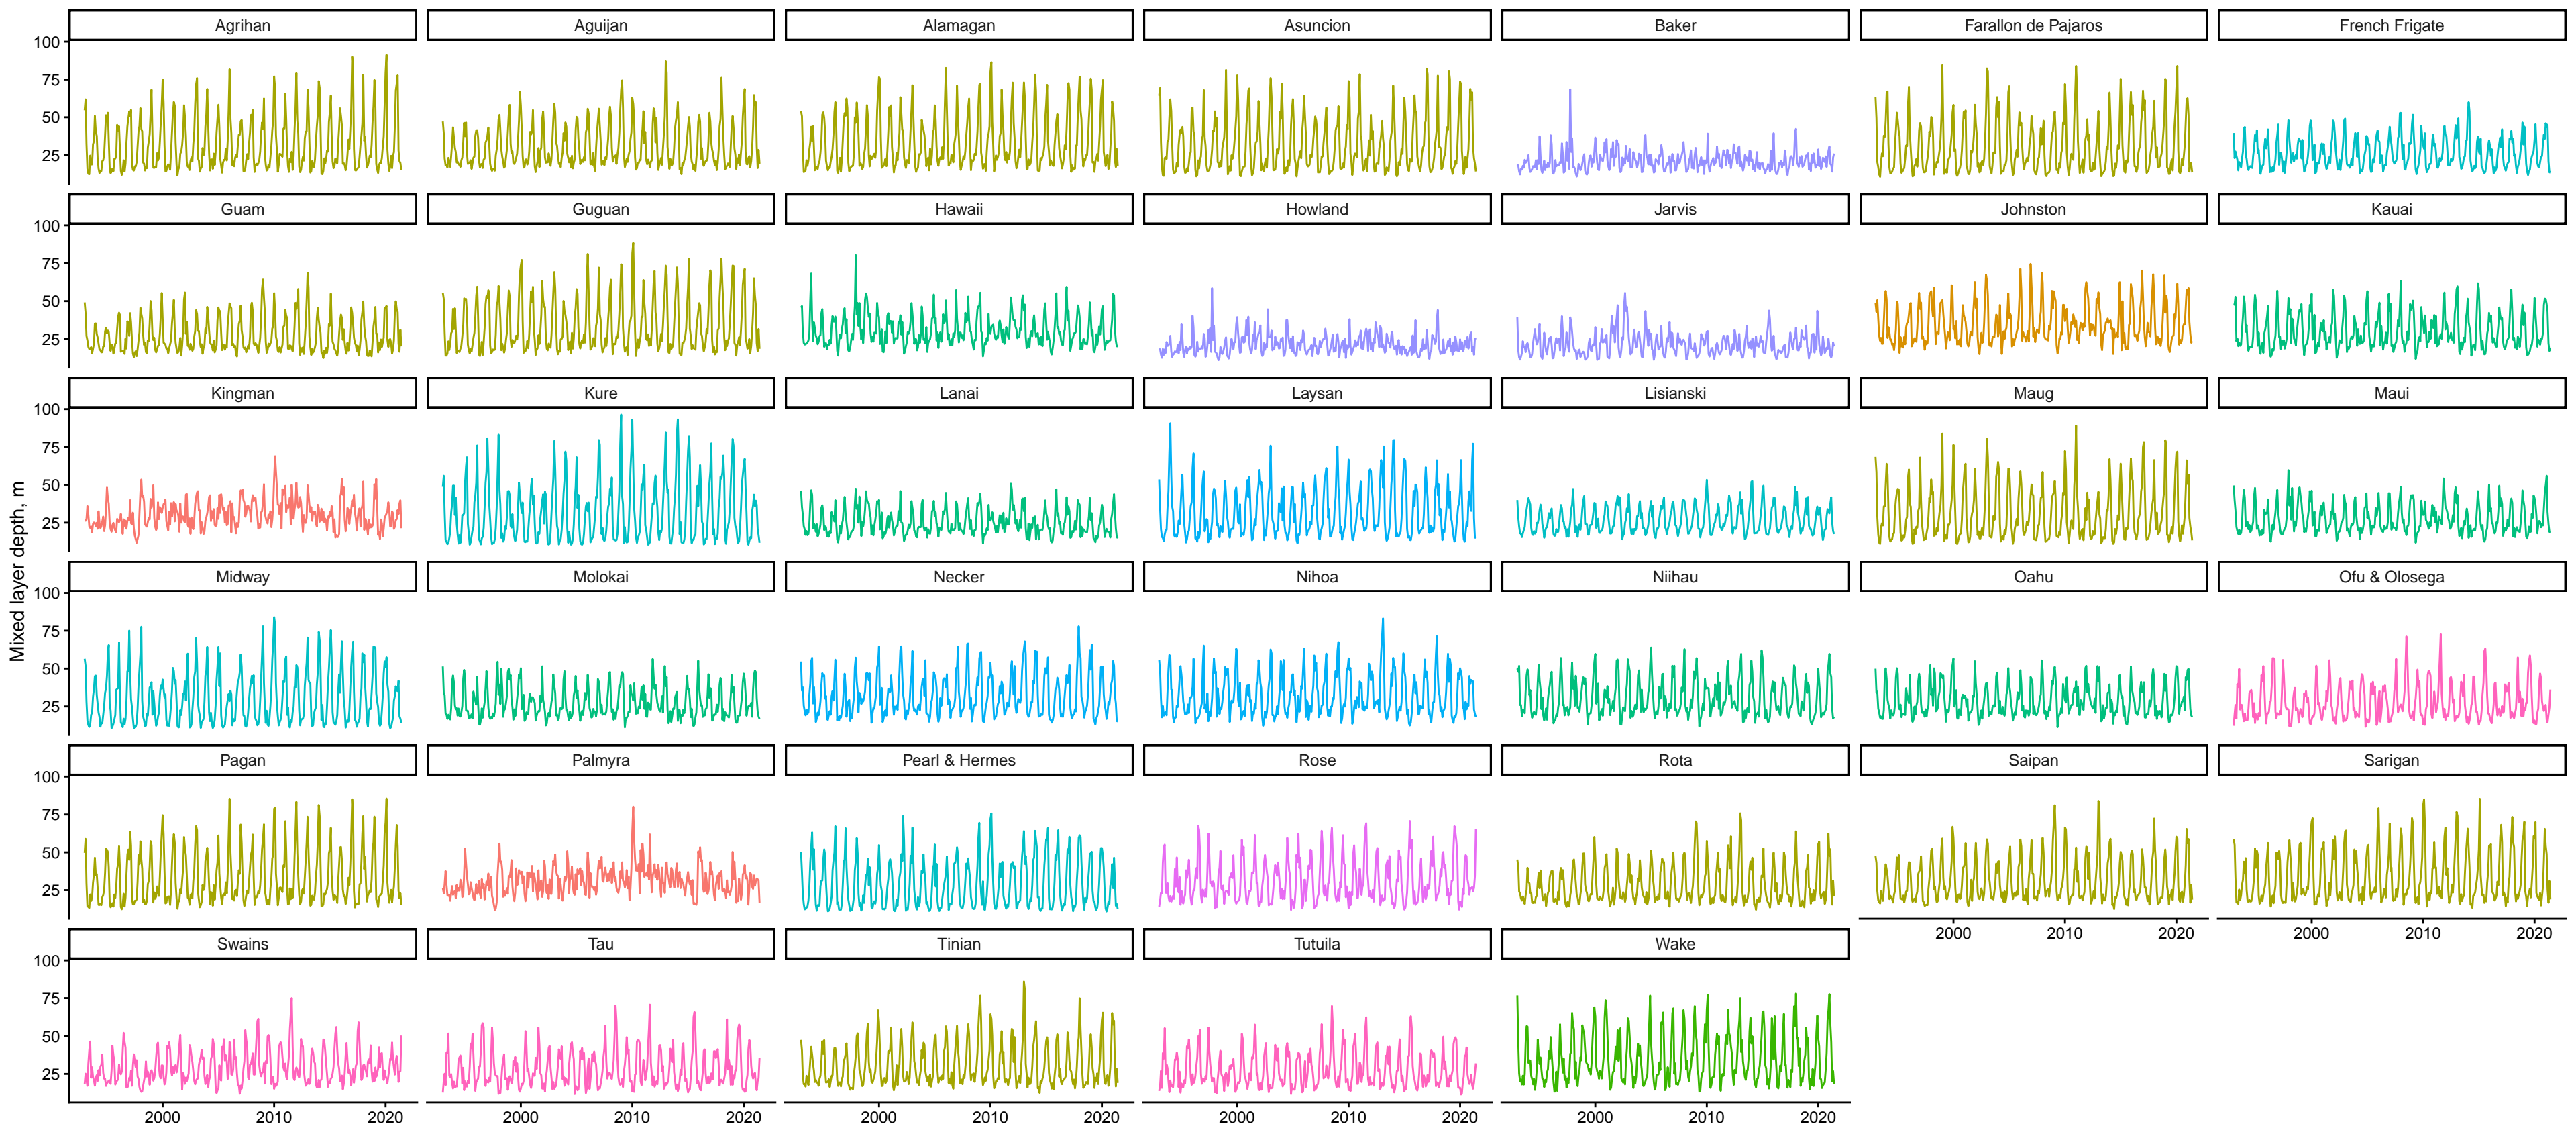 Agrihan Aguijan Alamagan Asuncion Baker Farallon de Pajaros French Frigate
100
75
50
25
Guam Guguan Hawaii Howland Jarvis Johnston Kauai
100
75
50
25
Kingman Kure Lanai Laysan Lisianski Maug Maui
100
75
50
25
Mixed layer depth, m
Midway Molokai Necker Nihoa Niihau Oahu Ofu & Olosega
100
75
50
25
Pagan Palmyra Pearl & Hermes Rose Rota Saipan Sarigan
100
75
50
25
2000 2010 2020 2000 2010 2020
Swains Tau Tinian Tutuila Wake
100
75
50
25
2000 2010 2020 2000 2010 2020 2000 2010 2020 2000 2010 2020 2000 2010 2020